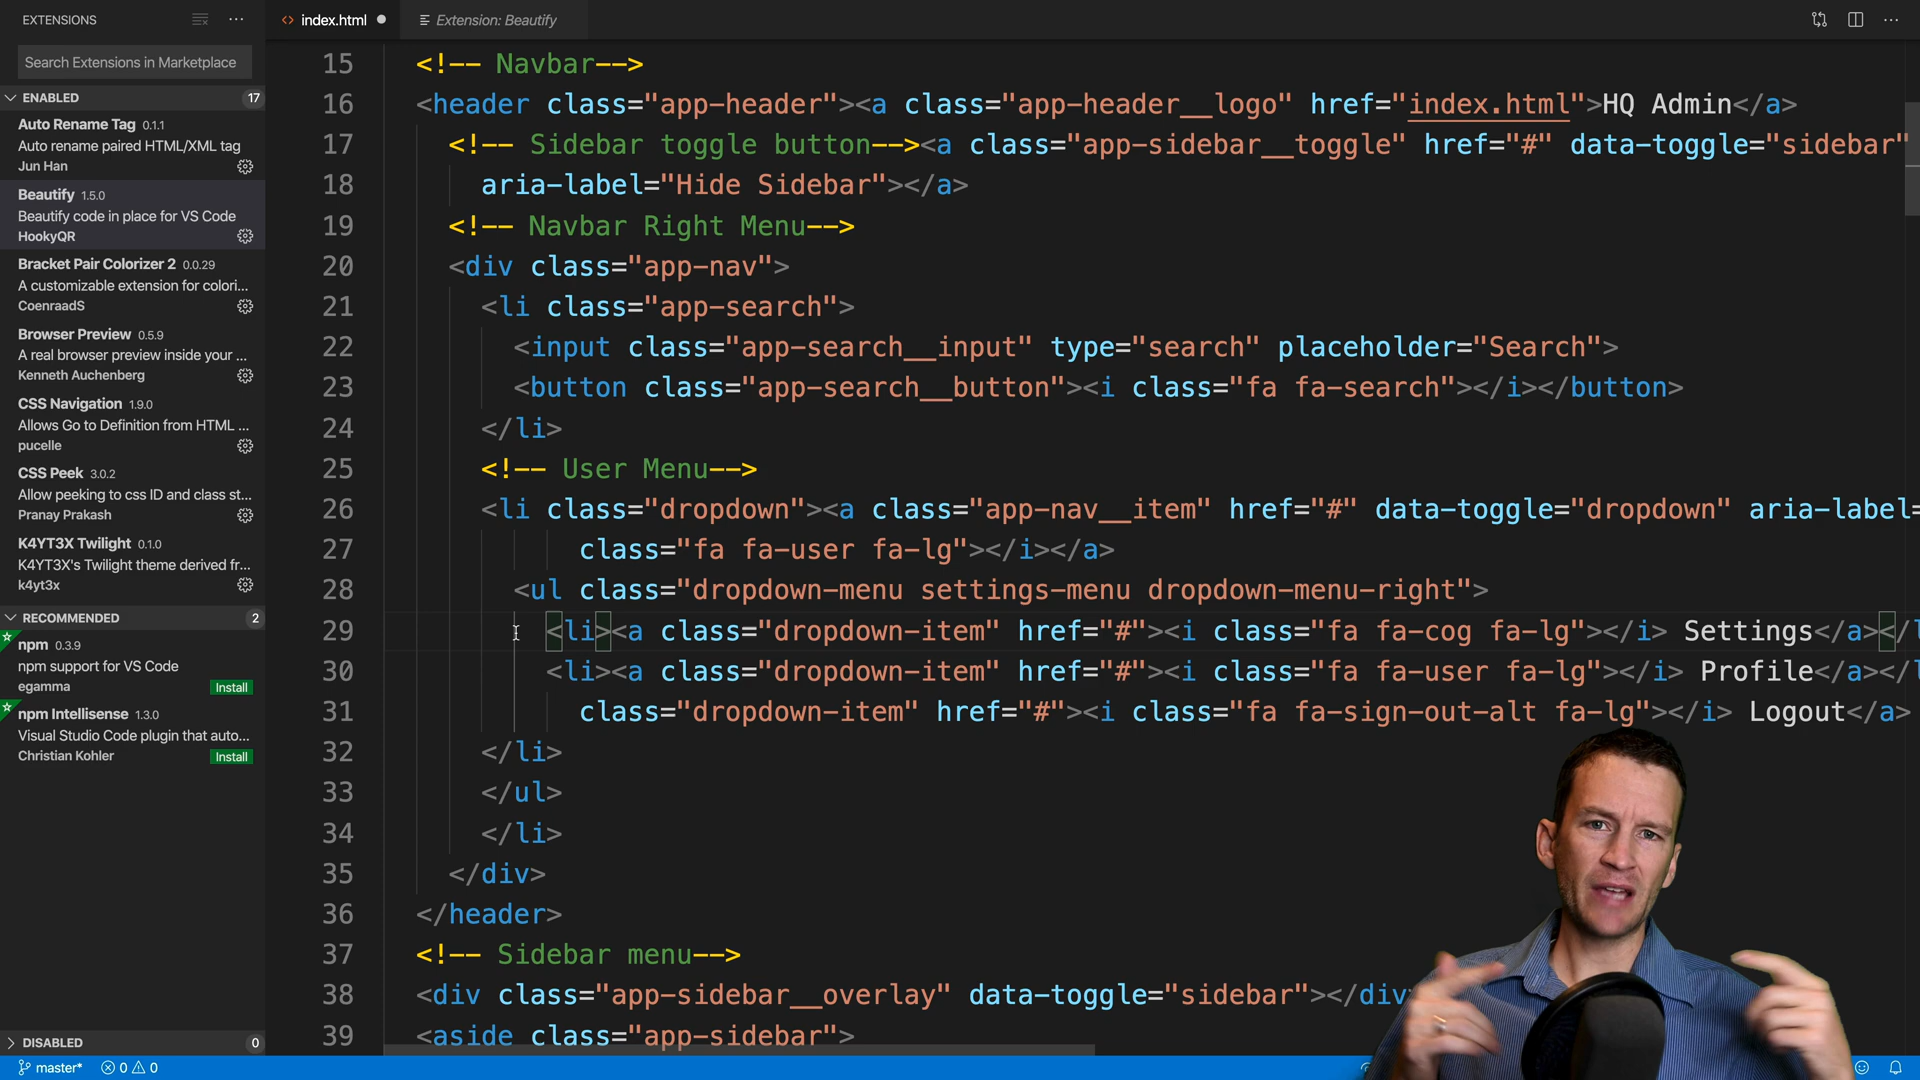 EXTENSIONS
Search Extensions in Marketplace
ENABLED 17
Auto Rename Tag 0.1.1
Auto rename paired HTML/XML tag
Jun Han
Beautify 1.5.0
Beautify code in place for VS Code
HookyQR
Bracket Pair Colorizer 2 0.0.29
A customizable extension for colori...
CoenraadS
Browser Preview 0.5.9
A real browser preview inside your ...
Kenneth Auchenberg
CSS Navigation 1.9.0
Allows Go to Definition from HTML ...
pucelle
CSS Peek 3.0.2
Allow peeking to css ID and class st...
Pranay Prakash
K4YT3X Twilight 0.1.0
K4YT3X's Twilight theme derived fr...
k4yt3x
RECOMMENDED 2
npm 0.3.9
npm support for VS Code
egamma Install
npm Intellisense 1.3.0
Visual Studio Code plugin that auto...
Christian Kohler Install
DISABLED 0
master* 0 0
index.html Extension: Beautify
15 <!-- Navbar-->
16 <header class="app-header"><a class="app-header__logo" href="index.html">HQ Admin</a>
17 <!-- Sidebar toggle button--><a class="app-sidebar__toggle" href="#" data-toggle="sidebar"
18 aria-label="Hide Sidebar"></a>
19 <!-- Navbar Right Menu-->
20 <div class="app-nav">
21 <li class="app-search">
22 <input class="app-search__input" type="search" placeholder="Search">
23 <button class="app-search__button"><i class="fa fa-search"></i></button>
24 </li>
25 <!-- User Menu-->
26 <li class="dropdown"><a class="app-nav__item" href="#" data-toggle="dropdown" aria-label=
27 class="fa fa-user fa-lg"></i></a>
28 <ul class="dropdown-menu settings-menu dropdown-menu-right">
29 <li><a class="dropdown-item" href="#"><i class="fa fa-cog fa-lg"></i> Settings</a></l
30 <li><a class="dropdown-item" href="#"><i class="fa fa-user fa-lg"></i> Profile</a></l
31 class="dropdown-item" href="#"><i class="fa fa-sign-out-alt fa-lg"></i> Logout</a>
32 </li>
33 </ul>
34 </li>
35 </div>
36 </header>
37 <!-- Sidebar menu-->
38 <div class="app-sidebar__overlay" data-toggle="sidebar"></div
39 <aside class="app-sidebar">